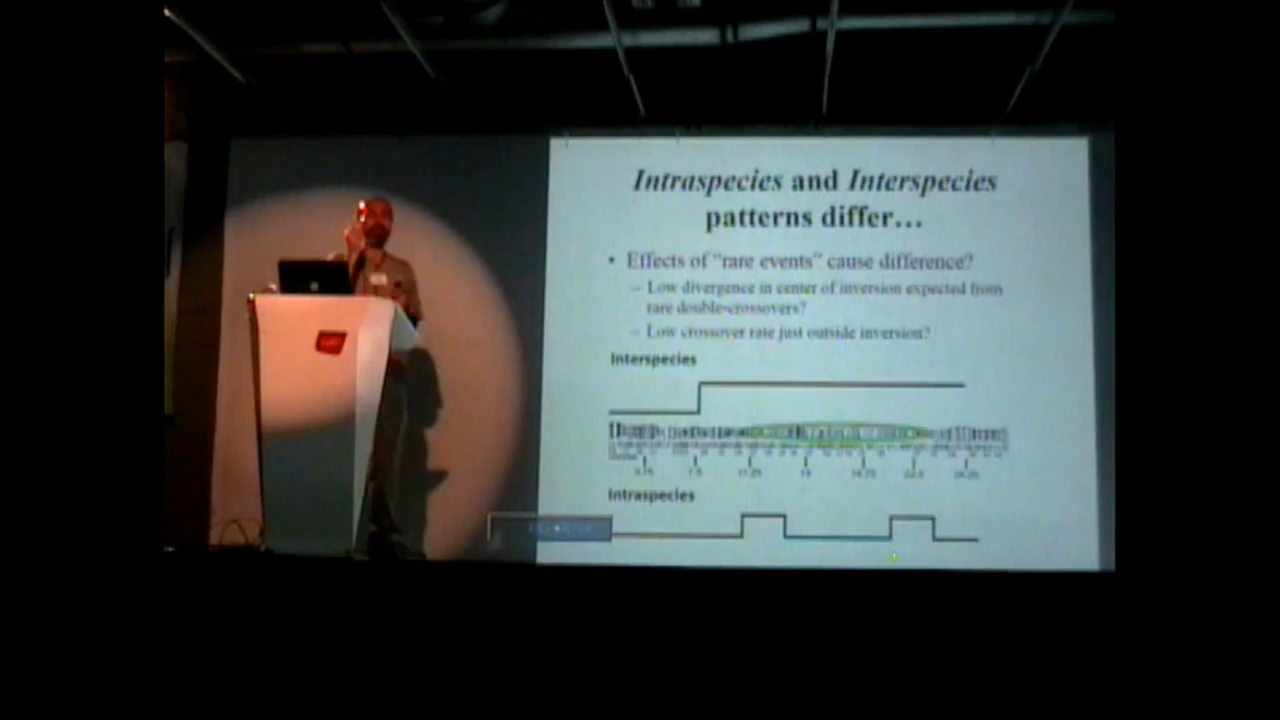 Intraspecies and Interspecies
patterns differ…
• Effects of "rare events" cause difference?
– Low divergence in center of inversion expected from
rare double-crossovers?
– Low crossover rate just outside inversion?
Interspecies
Intraspecies